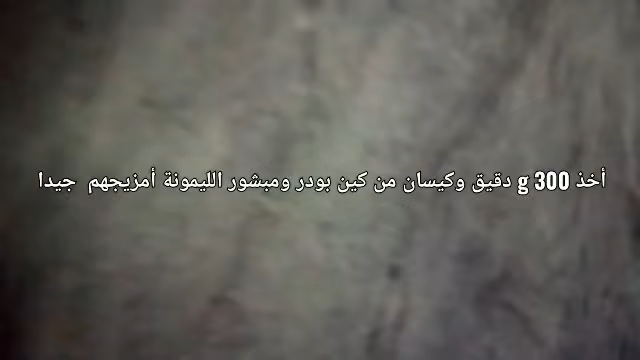 أخذ 300 g دقيق وكيسان من كين بودر ومبشور الليمونة أمزيجهم جيدا